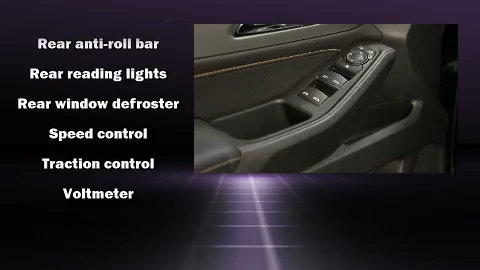 Rear anti-roll bar
Rear reading lights
Rear window defroster
Speed control
Traction control
Voltmeter